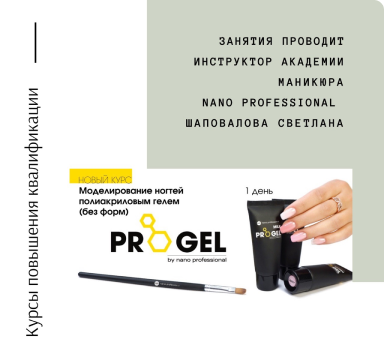 Курсы повышения квалификации
ЗАНЯТИЯ ПРОВОДИТ
ИНСТРУКТОР АКАДЕМИИ
МАНИКЮРА
NANO PROFESSIONAL
ШАПОВАЛОВА СВЕТЛАНА
НОВЫЙ КУРС
Моделирование ногтей
полиакриловым гелем
(без форм)
1 день
PROGEL
by nano professional
PROGEL